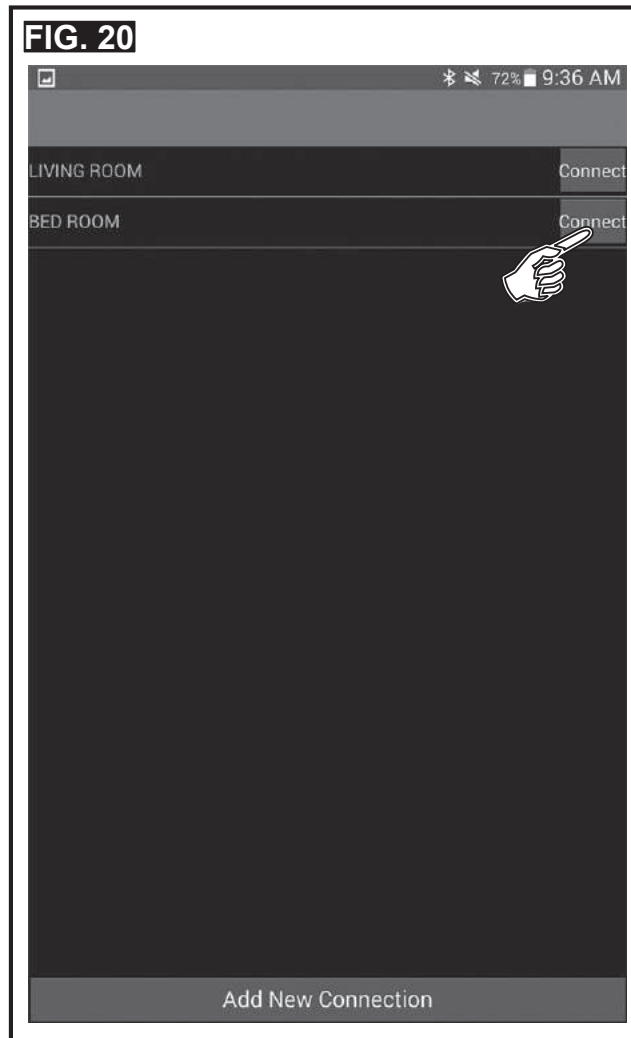 FIG. 20
72% 9:36 AM
LIVING ROOM Connect
BED ROOM Connect
Add New Connection